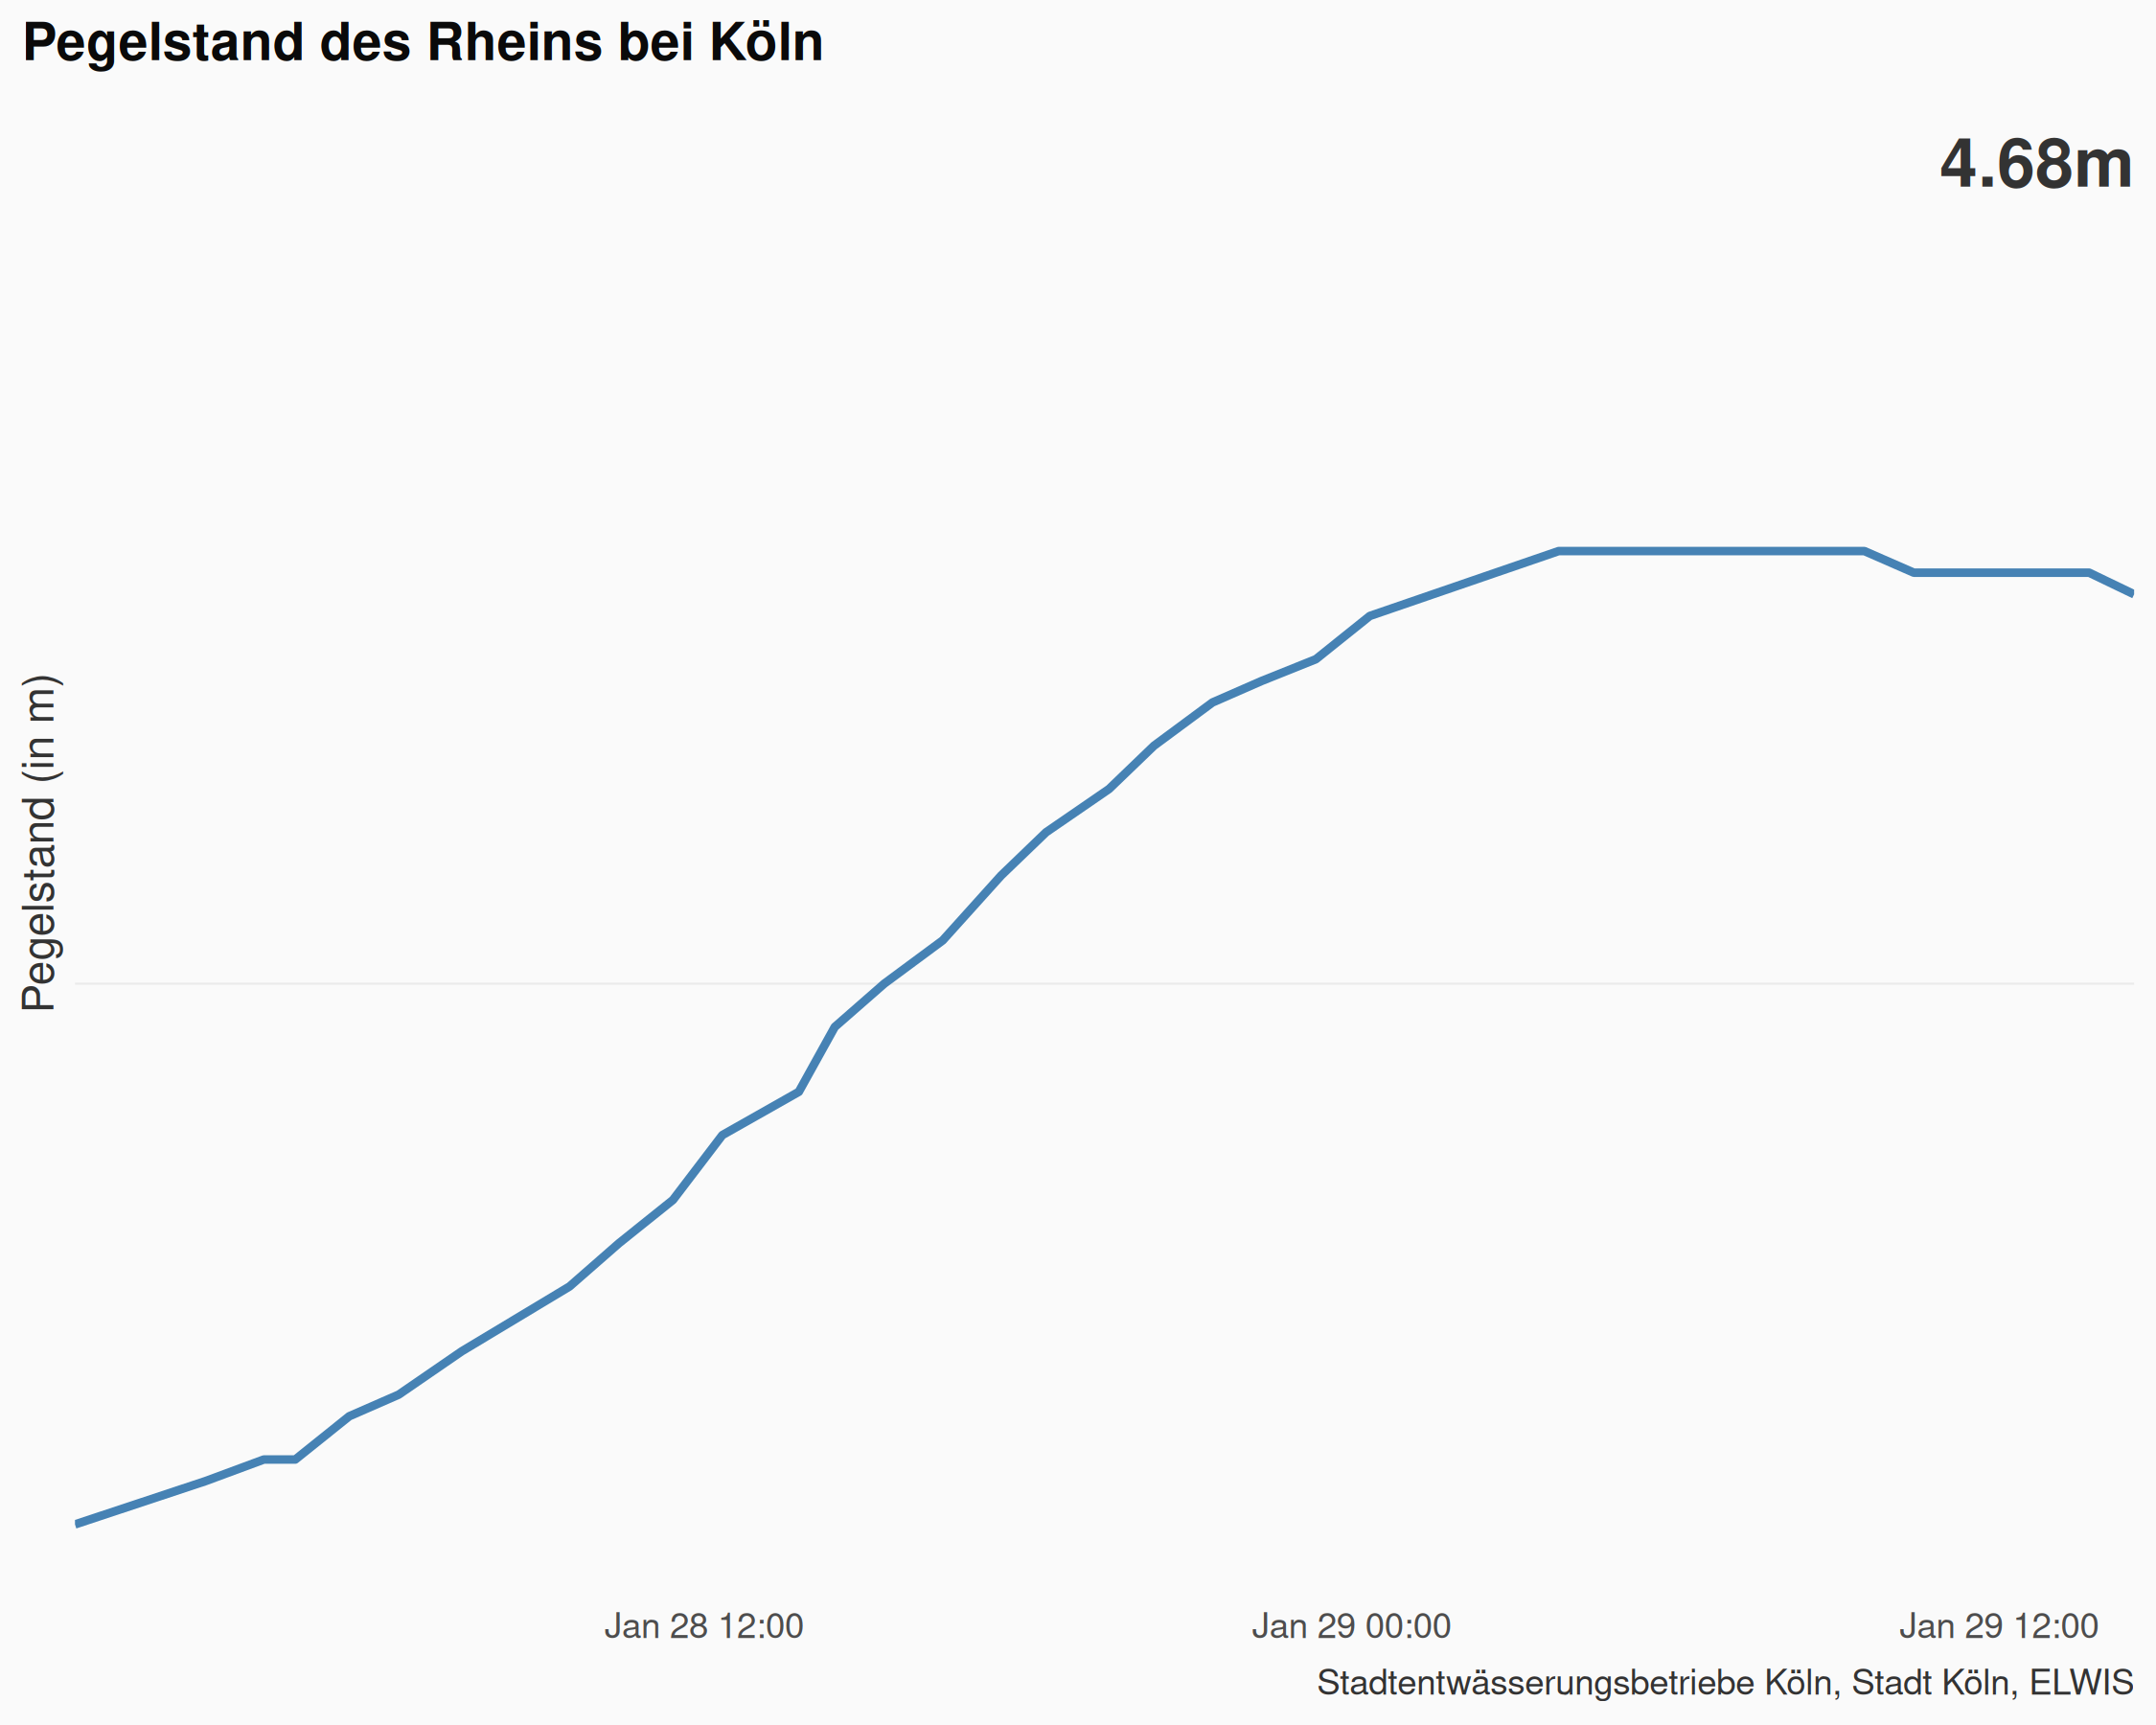 Pegelstand des Rheins bei Köln
4.68m
Pegelstand (in m)
Jan 28 12:00
Jan 29 00:00
Jan 29 12:00
Stadtentwässerungsbetriebe Köln, Stadt Köln, ELWIS